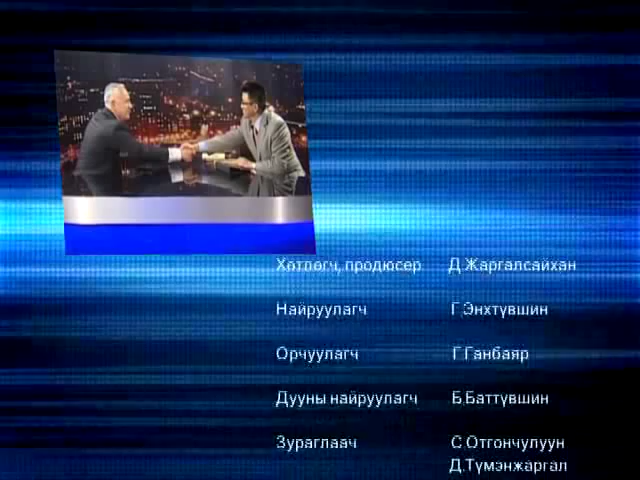 Хөтлөгч, продюсер Д.Жаргалсайхан
Найруулагч Г.Энхтүвшин
Орчуулагч Г.Ганбаяр
Дууны найруулагч Б.Баттүвшин
Зураглаач С.Отгончулуун
Д.Түмэнжаргал